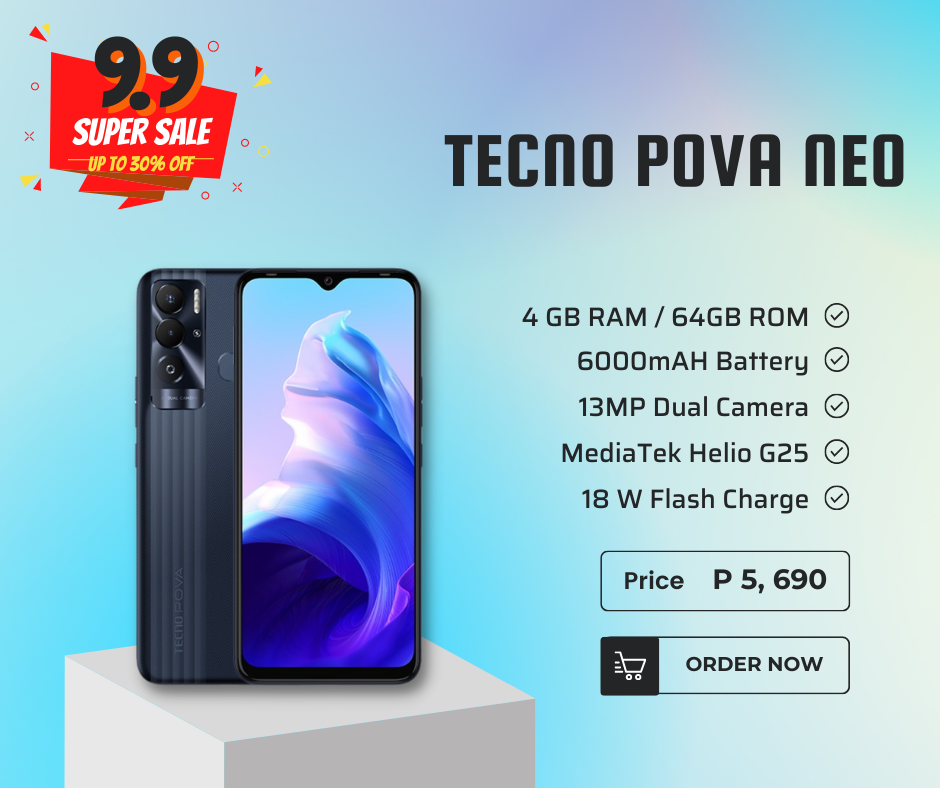 9.9
SUPER SALE
UP TO 30% OFF
TECNO POVA NEO
4 GB RAM / 64GB ROM
6000mAH Battery
13MP Dual Camera
MediaTek Helio G25
18 W Flash Charge
Price P 5, 690
ORDER NOW
TECNO POVA